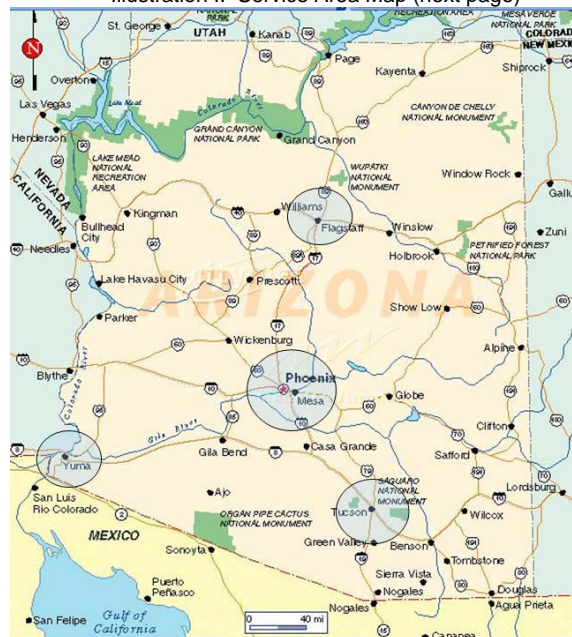 Illustration I: Service Area Map (next page)
RECREATION AREA
MESA VERDE
NATIONAL
PARK
St. George
Kanab
UTAH
COLORADO
NEW MEXICO
N
Page
Kayenta
Shiprock
Overton
Las Vegas
Lake Mead
Colorado River
CANYON DE CHELLY
NATIONAL MONUMENT
Henderson
GRAND CANYON
NATIONAL PARK
Grand Canyon
LAKE MEAD
NATIONAL
RECREATION
AREA
WUPATKI
NATIONAL
MONUMENT
Window Rock
NEVADA
CALIFORNIA
Gallu
Williams
Kingman
Flagstaff
Bullhead
City
Winslow
Zuni
Needles
Holbrook
PETRIFIED FOREST
NATIONAL PARK
Lake Havasu City
Prescott
ARIZONA
Parker
Show Low
Wickenburg
Alpine
Blythe
Phoenix
Mesa
Globe
Colorado River
Gila River
Clifton
Gila Bend
Casa Grande
Safford
Yuma
San Luis
Rio Colorado
Ajo
SAGUARO
NATIONAL
MONUMENT
Lordsburg
Tucson
Wilcox
ORGAN PIPE CACTUS
NATIONAL MONUMENT
MEXICO
Green Valley
Benson
Sonoyta
Tombstone
Sierra Vista
Puerto
Peñasco
Nogales
Douglas
Nogales
Agua Prieta
San Felipe
Gulf of
California
0 40 mi
Cananea